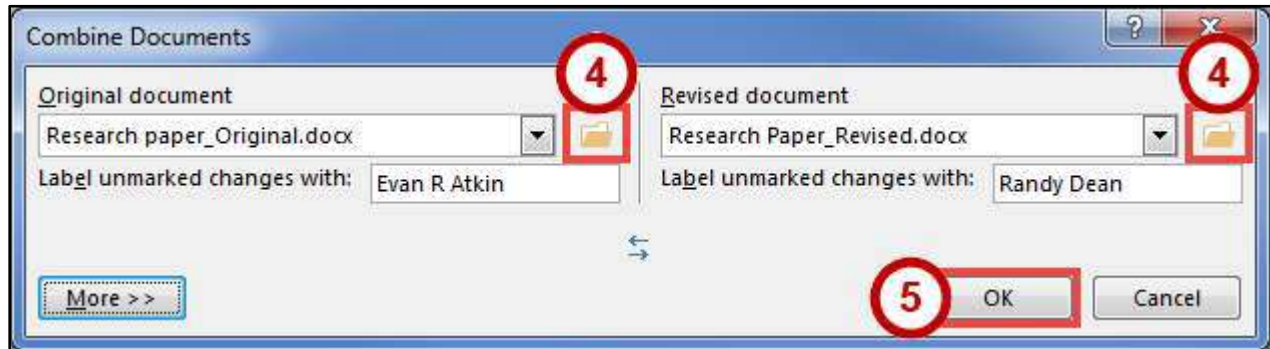 Combine Documents
?
4
4
Original document
Revised document
Research paper_Original.docx
Research Paper_Revised.docx
Label unmarked changes with:
Evan R Atkin
Label unmarked changes with:
Randy Dean
More >>
5
OK
Cancel